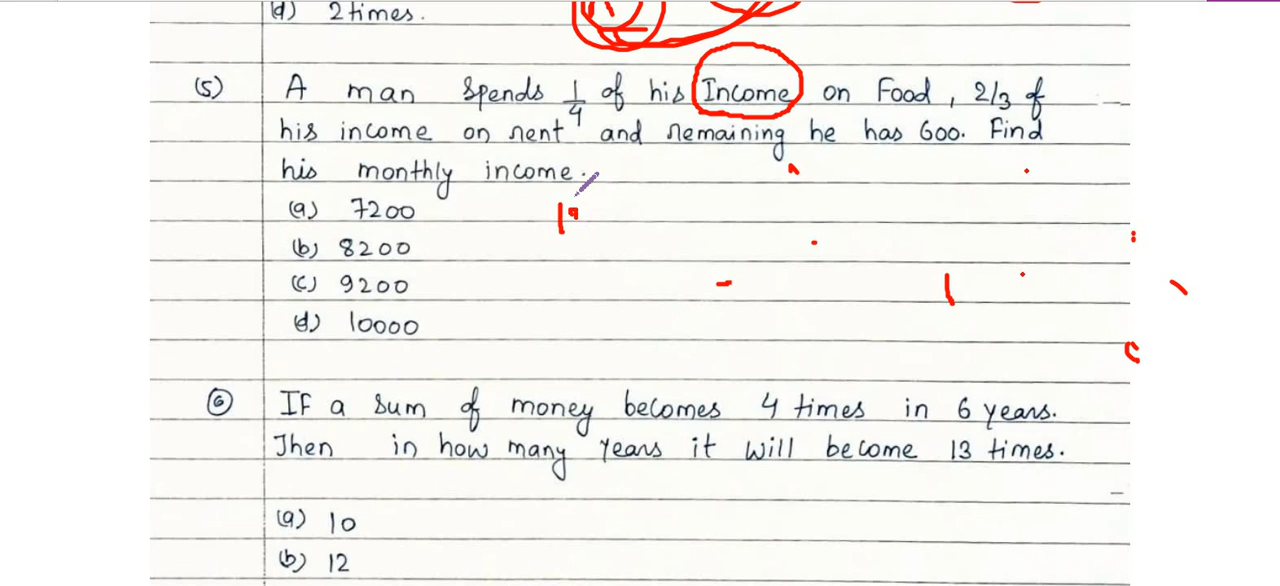 (d) 2 times.
(5) A man spends 1/4 of his Income on Food, 2/3 of
his income on rent and remaining he has 600. Find
his monthly income.
(a) 7200
(b) 8200
(c) 9200
(d) 10000
(6) IF a sum of money becomes 4 times in 6 years.
Then in how many years it will become 13 times.
(a) 10
(b) 12